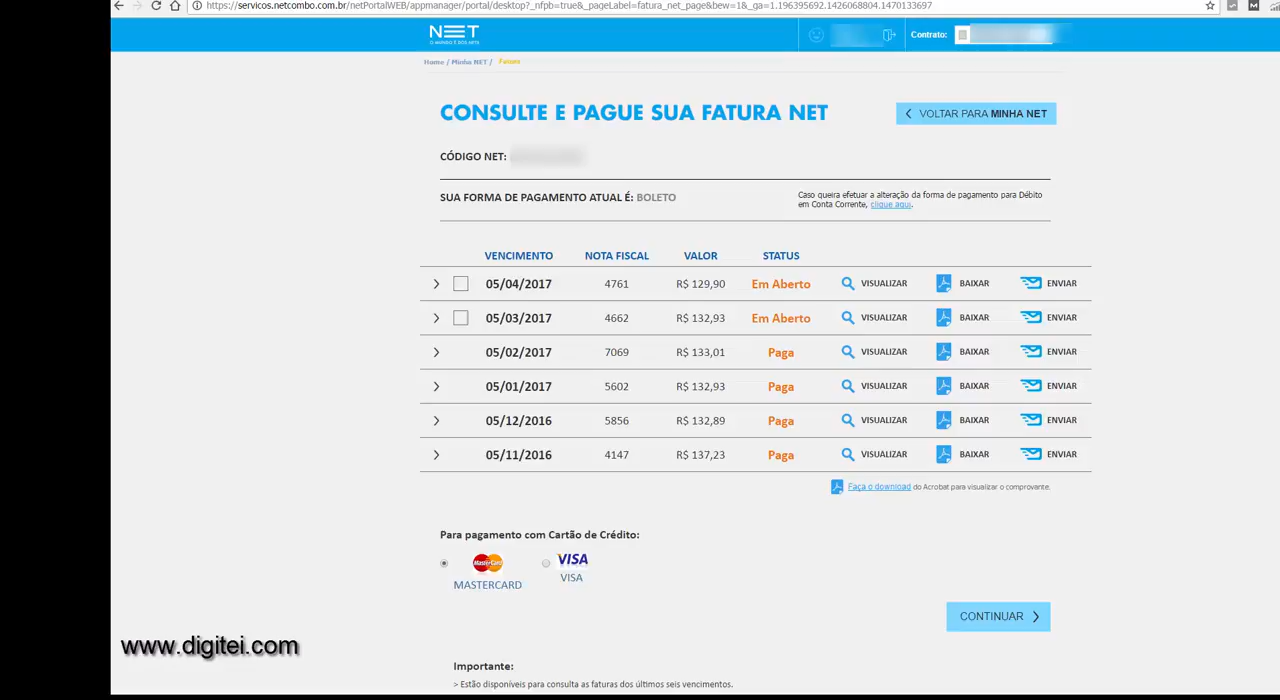 https://servicos.netcombo.com.br/netPortalWEB/appmanager/portal/desktop?_nfpb=true&_pageLabel=fatura_net_page&bew=1&_ga=1.196395692.1426068804.1470133697
NET
O MUNDO É DOS NETS
Contrato:
Home / Minha NET / Fatura
CONSULTE E PAGUE SUA FATURA NET
VOLTAR PARA MINHA NET
CÓDIGO NET:
SUA FORMA DE PAGAMENTO ATUAL É: BOLETO
Caso queira efetuar a alteração da forma de pagamento para Débito
em Conta Corrente, clique aqui.
VENCIMENTO NOTA FISCAL VALOR STATUS
05/04/2017 4761 R$ 129,90 Em Aberto VISUALIZAR BAIXAR ENVIAR
05/03/2017 4662 R$ 132,93 Em Aberto VISUALIZAR BAIXAR ENVIAR
05/02/2017 7069 R$ 133,01 Paga VISUALIZAR BAIXAR ENVIAR
05/01/2017 5602 R$ 132,93 Paga VISUALIZAR BAIXAR ENVIAR
05/12/2016 5856 R$ 132,89 Paga VISUALIZAR BAIXAR ENVIAR
05/11/2016 4147 R$ 137,23 Paga VISUALIZAR BAIXAR ENVIAR
Faça o download do Acrobat para visualizar o comprovante.
Para pagamento com Cartão de Crédito:
MasterCard VISA
MASTERCARD VISA
CONTINUAR
www.digitei.com
Importante:
> Estão disponíveis para consulta as faturas dos últimos seis vencimentos.